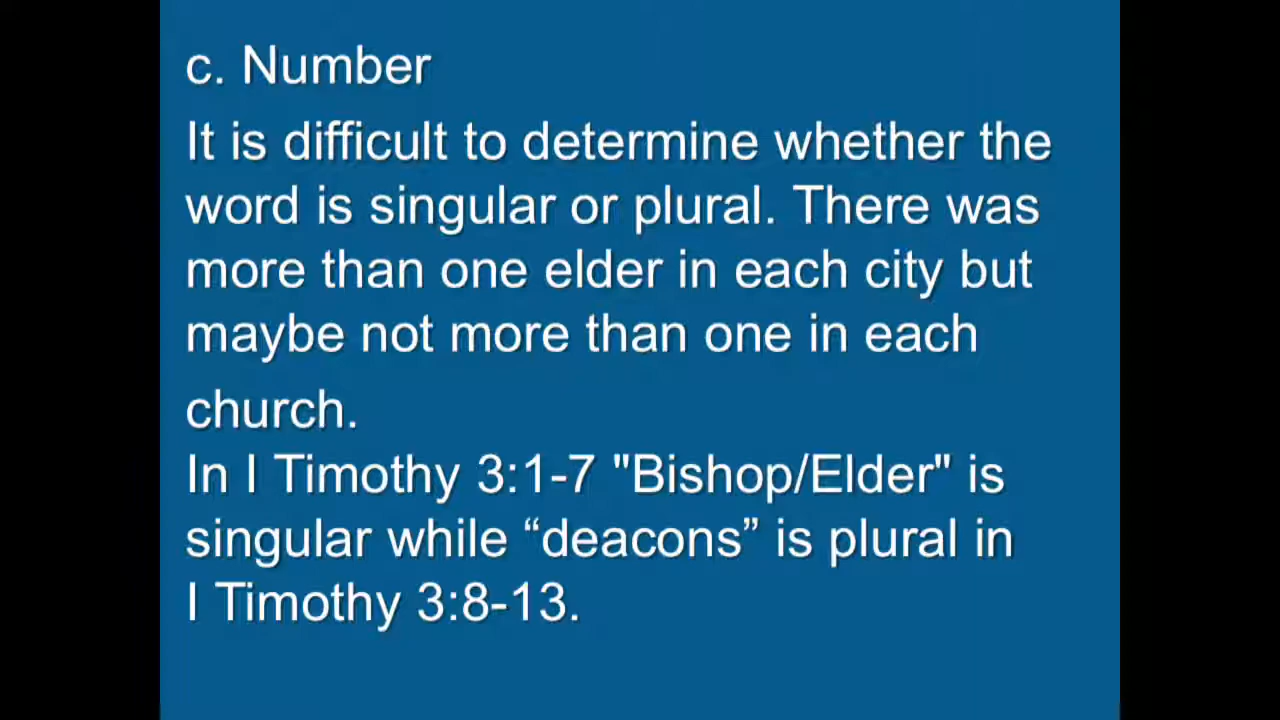 c. Number
It is difficult to determine whether the
word is singular or plural. There was
more than one elder in each city but
maybe not more than one in each
church.
In I Timothy 3:1-7 "Bishop/Elder" is
singular while “deacons” is plural in
I Timothy 3:8-13.